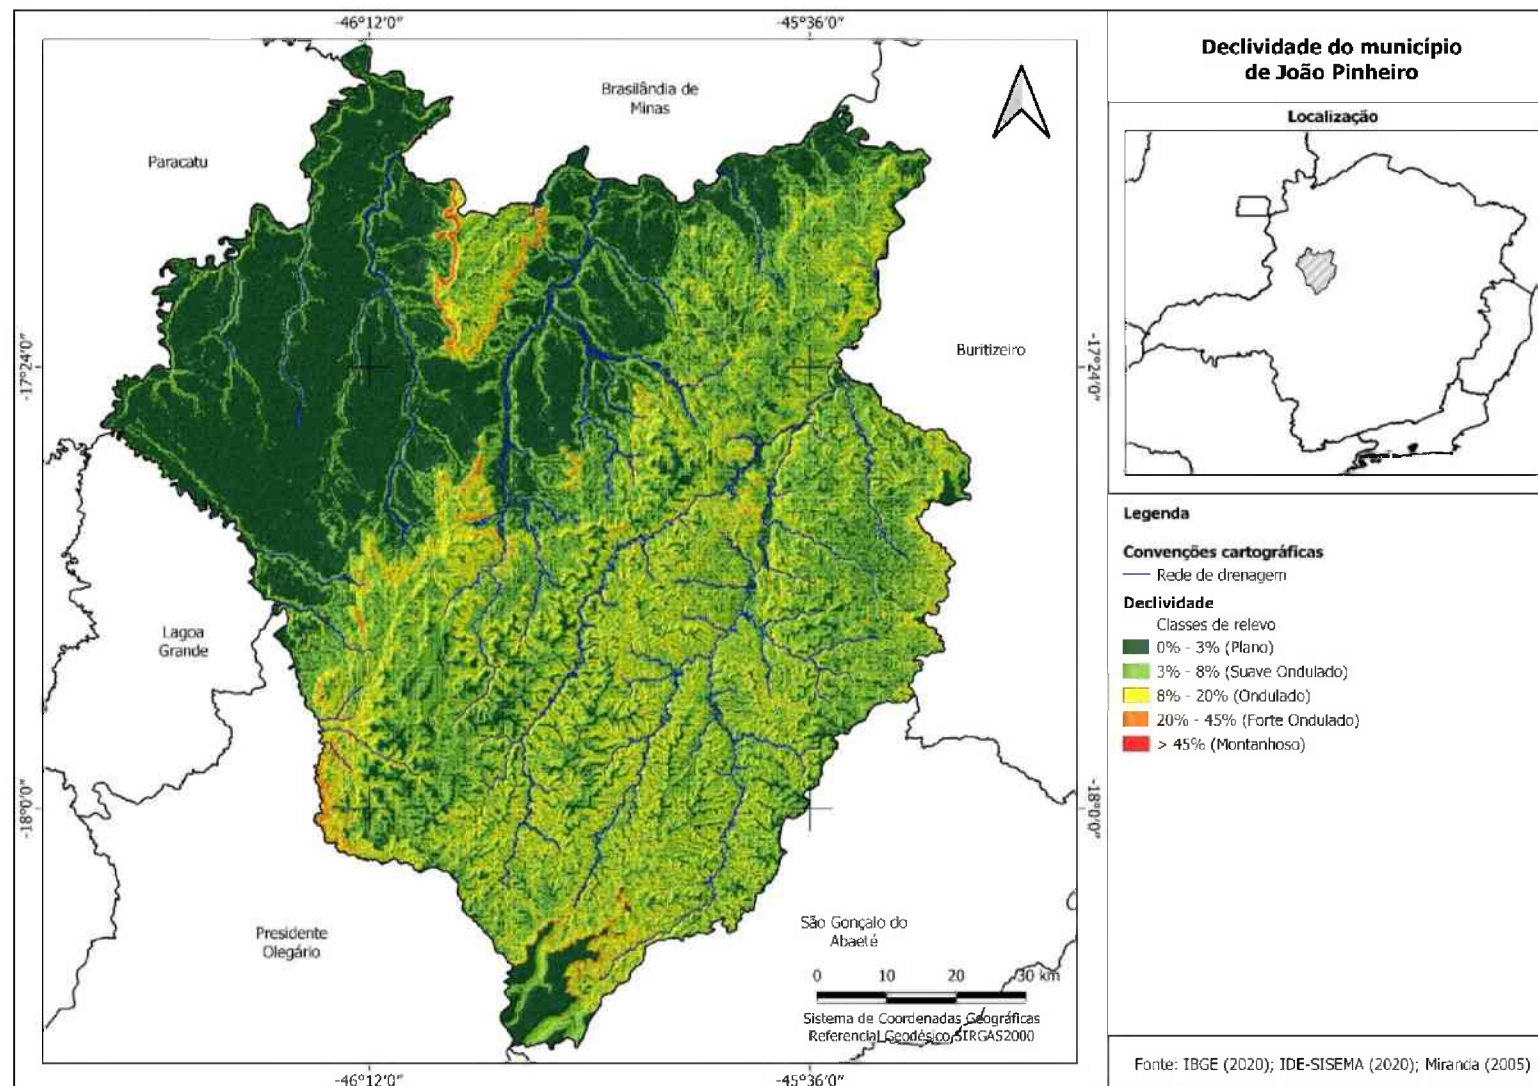 -46°12'0"
-45°36'0"
Declividade do município
de João Pinheiro
Localização
Brasilândia de
Minas
Paracatu
Buritizeiro
-17°24'0"
-17°24'0"
Lagoa
Grande
-18°0'0"
-18°0'0"
Presidente
Olegário
São Gonçalo do
Abaeté
0 10 20 30 km
Sistema de Coordenadas Geográficas
Referencial Geodésico SIRGAS2000
-46°12'0"
-45°36'0"
Legenda
Convenções cartográficas
Rede de drenagem
Declividade
Classes de relevo
0% - 3% (Plano)
3% - 8% (Suave Ondulado)
8% - 20% (Ondulado)
20% - 45% (Forte Ondulado)
> 45% (Montanhoso)
Fonte: IBGE (2020); IDE-SISEMA (2020); Miranda (2005)